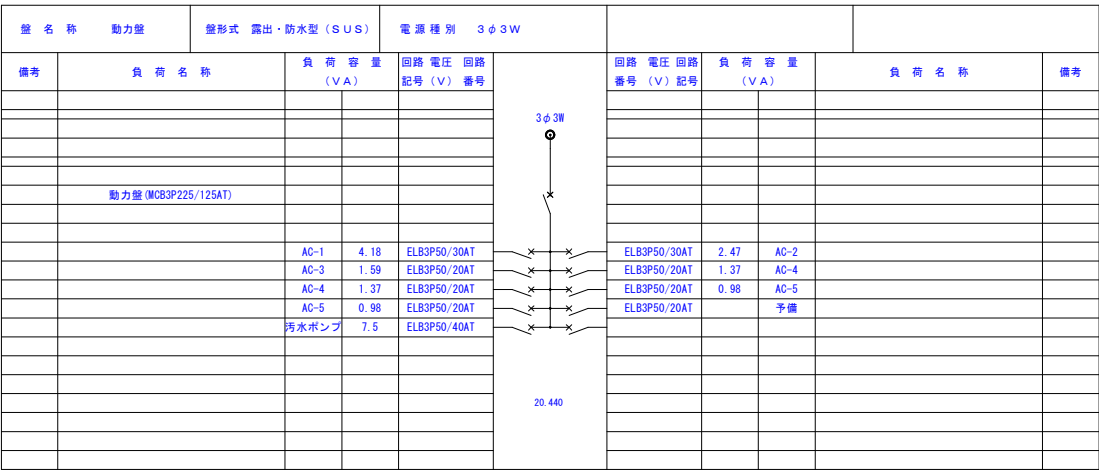 盤 名 称 動力盤 盤形式 露出・防水型（ＳＵＳ） 電 源 種 別 ３φ３Ｗ
備考 負 荷 名 称 負 荷 容 量 回路 電圧 回路 回路 電圧 回路 負 荷 容 量 負 荷 名 称 備考
（ＶＡ） 記号（Ｖ） 番号 番号 （Ｖ）記号 （ＶＡ）
3φ3W
動力盤(MCB3P225/125AT)
AC-1 4.18 ELB3P50/30AT ELB3P50/30AT 2.47 AC-2
AC-3 1.59 ELB3P50/20AT ELB3P50/20AT 1.37 AC-4
AC-4 1.37 ELB3P50/20AT ELB3P50/20AT 0.98 AC-5
AC-5 0.98 ELB3P50/20AT ELB3P50/20AT 予備
汚水ポンプ 7.5 ELB3P50/40AT
20.440